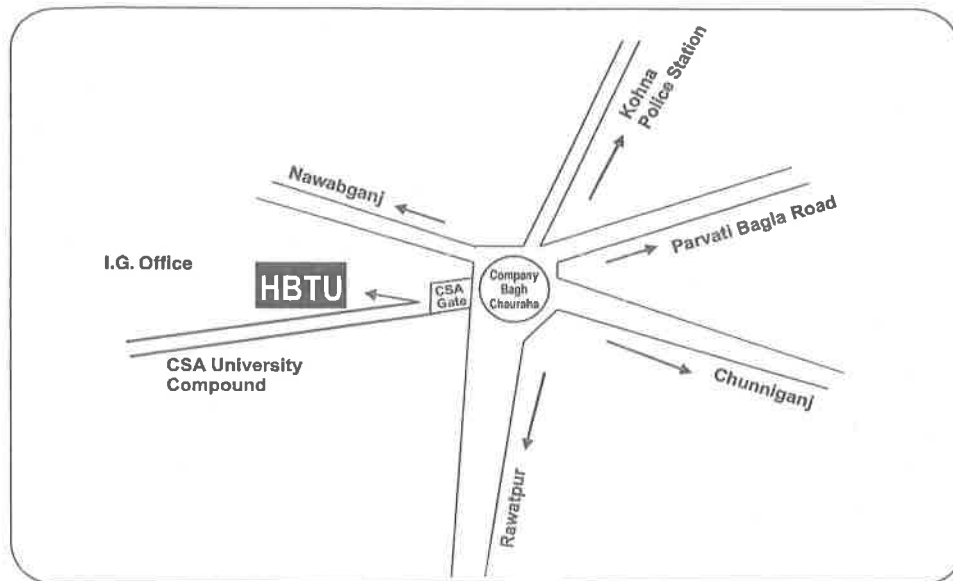 Kohna
Police Station
Nawabganj
Parvati Bagla Road
I.G. Office
HBTU
CSA
Gate
Company
Bagh
Chauraha
CSA University
Compound
Chunniganj
Rawatpur